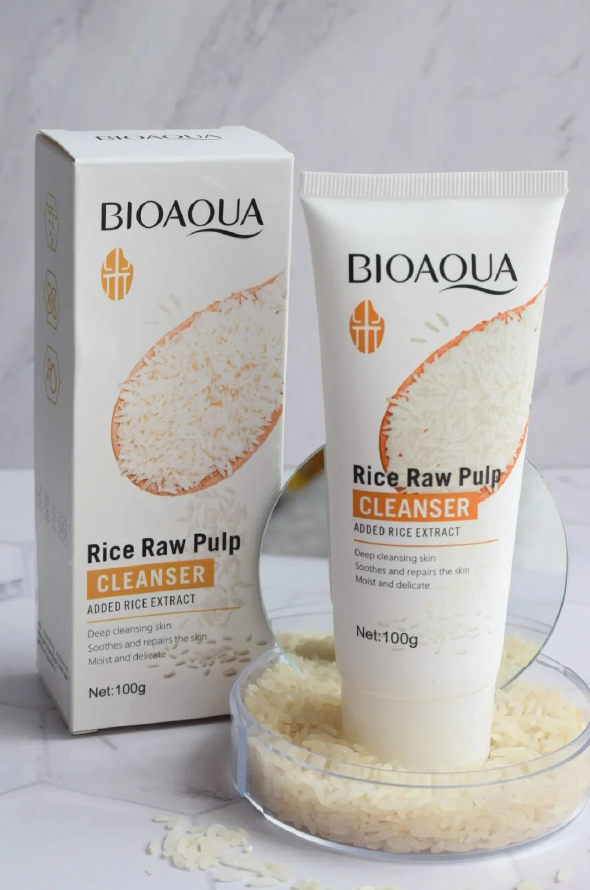 BIOAQUA
BIOAQUA
Rice Raw Pulp
CLEANSER
ADDED RICE EXTRACT
Deep cleansing skin
Soothes and repairs the skin
Moist and delicate
Net:100g
BIOAQUA
Rice Raw Pulp
CLEANSER
ADDED RICE EXTRACT
Deep cleansing skin
Soothes and repairs the skin
Moist and delicate
Net:100g